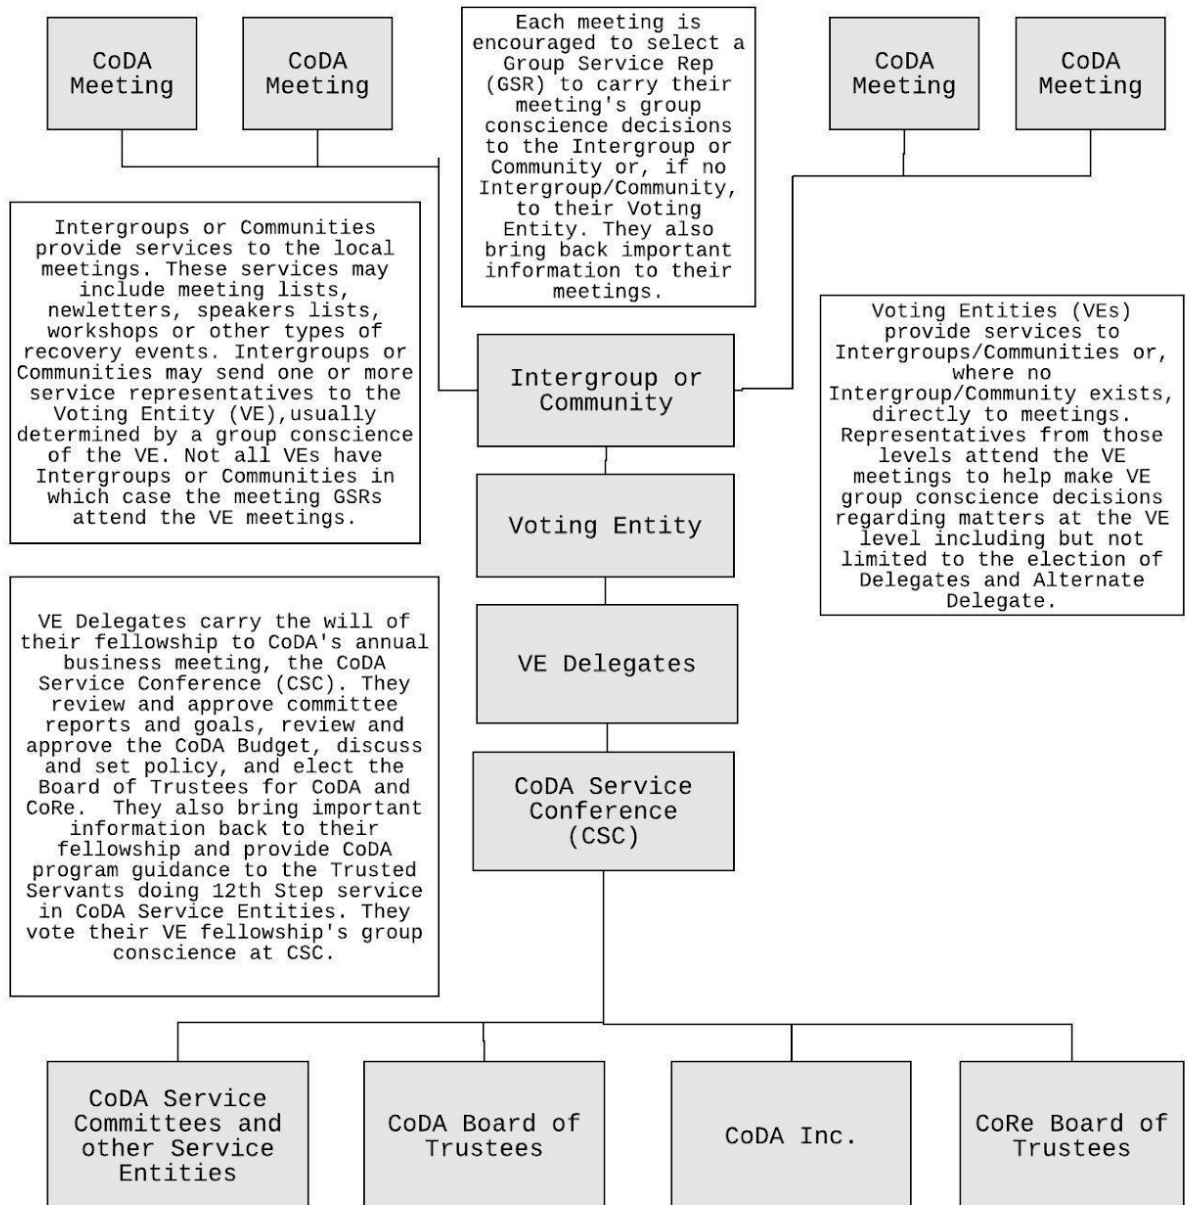 CoDA
Meeting
CoDA
Meeting
Each meeting is
encouraged to select a
Group Service Rep
(GSR) to carry their
meeting's group
conscience decisions
to the Intergroup or
Community or, if no
Intergroup/Community,
to their Voting
Entity. They also
bring back important
information to their
meetings.
CoDA
Meeting
CoDA
Meeting
Intergroups or Communities
provide services to the local
meetings. These services may
include meeting lists,
newletters, speakers lists,
workshops or other types of
recovery events. Intergroups or
Communities may send one or more
service representatives to the
Voting Entity (VE),usually
determined by a group conscience
of the VE. Not all VEs have
Intergroups or Communities in
which case the meeting GSRs
attend the VE meetings.
Intergroup or
Community
Voting Entities (VEs)
provide services to
Intergroups/Communities or,
where no
Intergroup/Community exists,
directly to meetings.
Representatives from those
levels attend the VE
meetings to help make VE
group conscience decisions
regarding matters at the VE
level including but not
limited to the election of
Delegates and Alternate
Delegate.
Voting Entity
VE Delegates carry the will of
their fellowship to CoDA's annual
business meeting, the CoDA
Service Conference (CSC). They
review and approve committee
reports and goals, review and
approve the CoDA Budget, discuss
and set policy, and elect the
Board of Trustees for CoDA and
CoRe.  They also bring important
information back to their
fellowship and provide CoDA
program guidance to the Trusted
Servants doing 12th Step service
in CoDA Service Entities. They
vote their VE fellowship's group
conscience at CSC.
VE Delegates
CoDA Service
Conference
(CSC)
CoDA Service
Committees and
other Service
Entities
CoDA Board of
Trustees
CoDA Inc.
CoRe Board of
Trustees